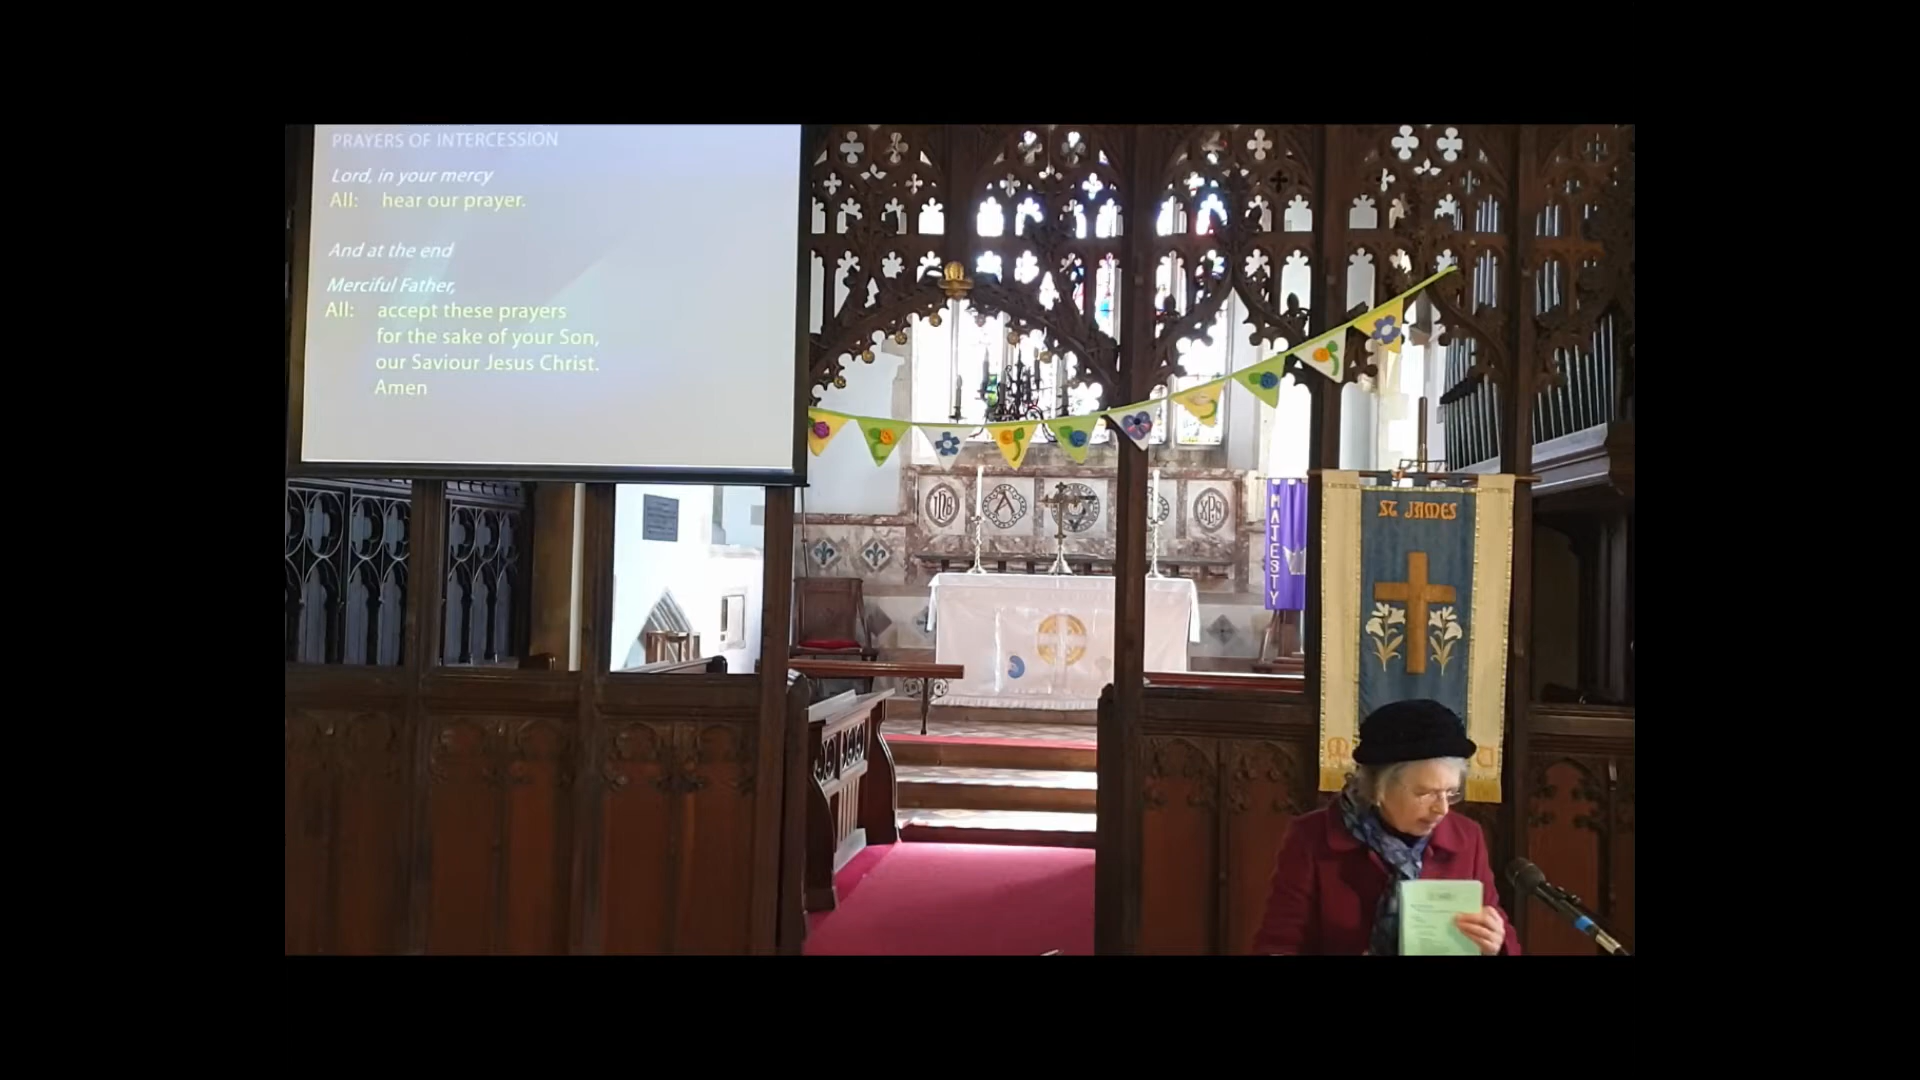 PRAYERS OF INTERCESSION
Lord, in your mercy
All: hear our prayer.
And at the end
Merciful Father,
All: accept these prayers
for the sake of your Son,
our Saviour Jesus Christ.
Amen
MAJESTY
ST JAMES